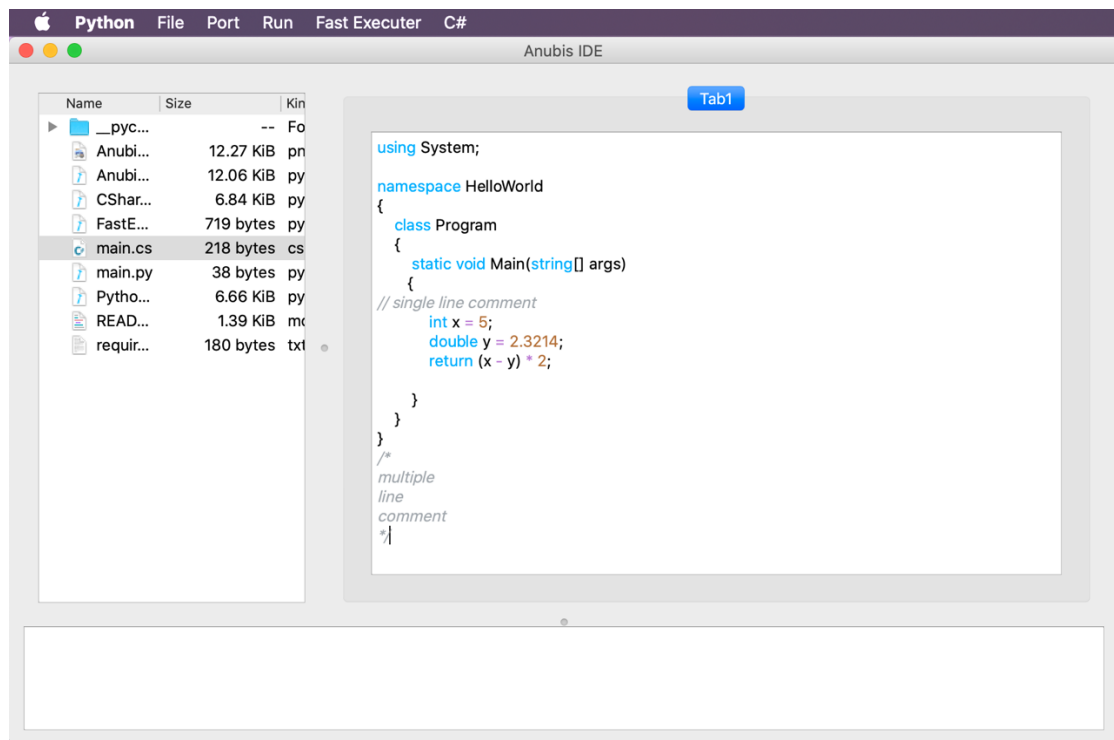 Python File Port Run Fast Executer C#
Anubis IDE
Name Size Kin
__pyc... -- Fo
Anubi... 12.27 KiB pn
Anubi... 12.06 KiB py
CShar... 6.84 KiB py
FastE... 719 bytes py
main.cs 218 bytes cs
main.py 38 bytes py
Pytho... 6.66 KiB py
READ... 1.39 KiB mo
requir... 180 bytes txt
Tab1
using System;
namespace HelloWorld
{
class Program
{
static void Main(string[] args)
{
// single line comment
int x = 5;
double y = 2.3214;
return (x - y) * 2;
}
}
}
/*
multiple
line
comment
*/